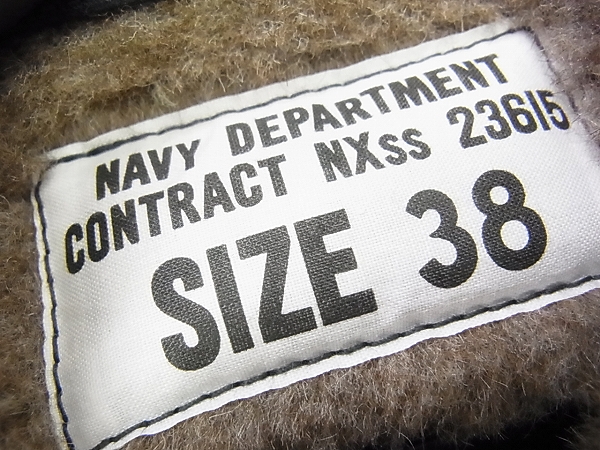 NAVY DEPARTMENT
CONTRACT NXss 23615
SIZE 38